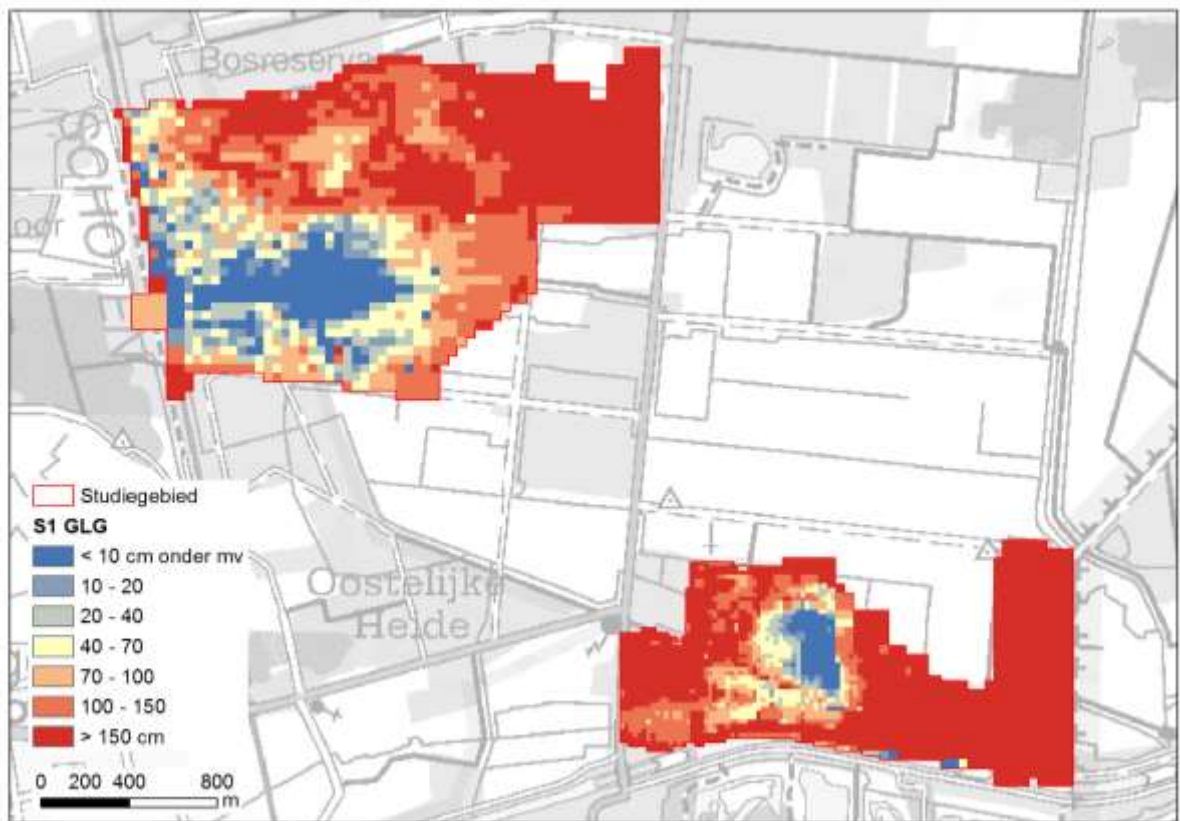 Bosreserva
Oostelijke
Heide
Studiegebied
S1 GLG
< 10 cm onder mv
10 - 20
20 - 40
40 - 70
70 - 100
100 - 150
> 150 cm
0 200 400 800
m